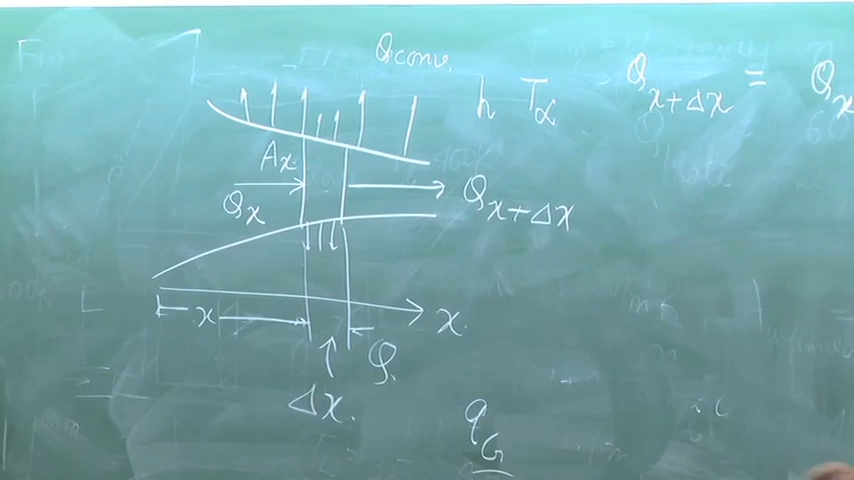 Qconv.
h T∞ Qx+Δx = Qx
Ax.
Qx
Qx+Δx
x
x.
Δx.
qG